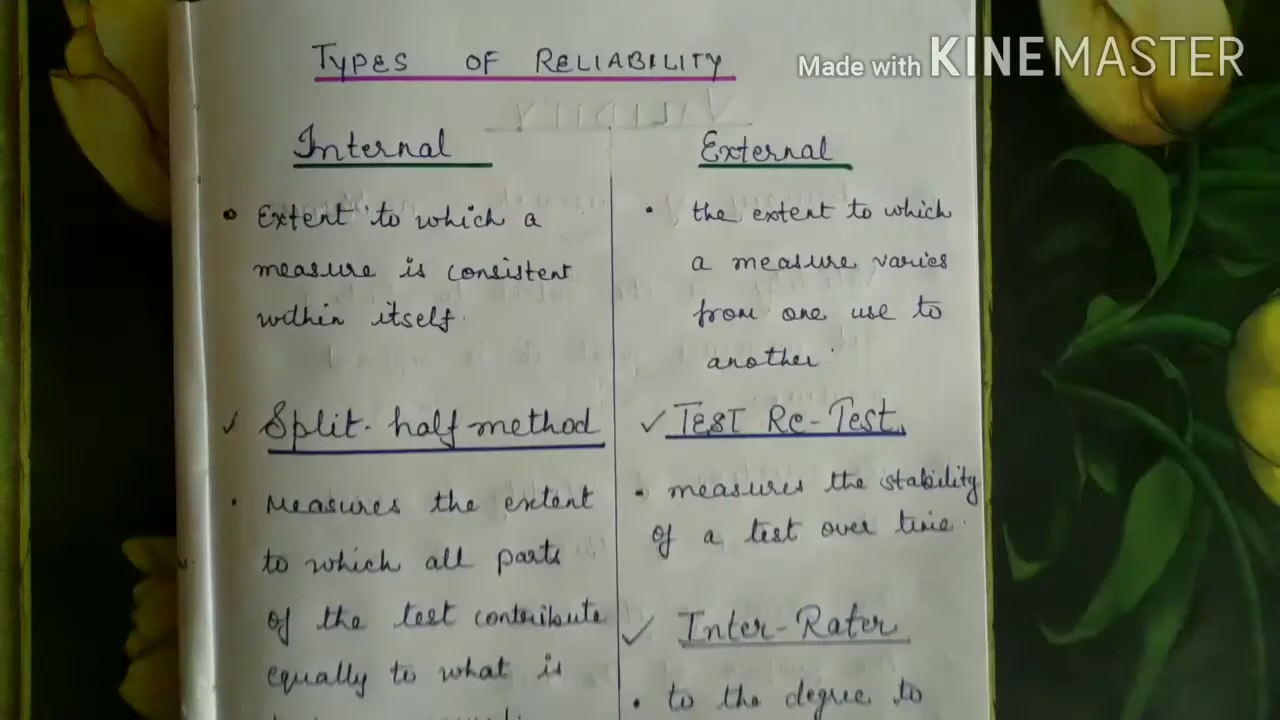 TYPES OF RELIABILITY
Made with KINEMASTER
Internal
• Extent to which a
measure is consistent
within itself.
✓ Split-half method
• Measures the extent
to which all parts
of the test contribute
equally to what is
External
• the extent to which
a measure varies
from one use to
another.
✓ TEST Re-Test
• measures the stability
of a test over time.
✓ Inter-Rater
• to the degree to